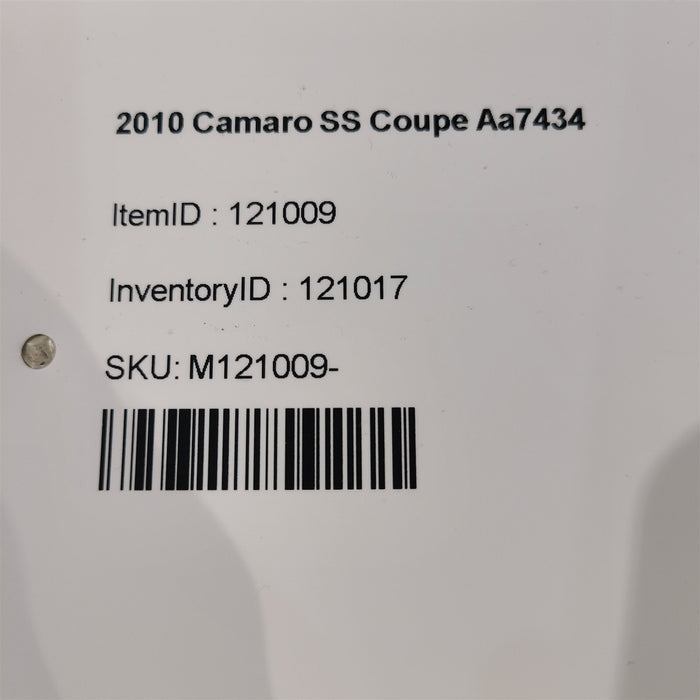 2010 Camaro SS Coupe Aa7434
ItemID : 121009
InventoryID : 121017
SKU: M121009-